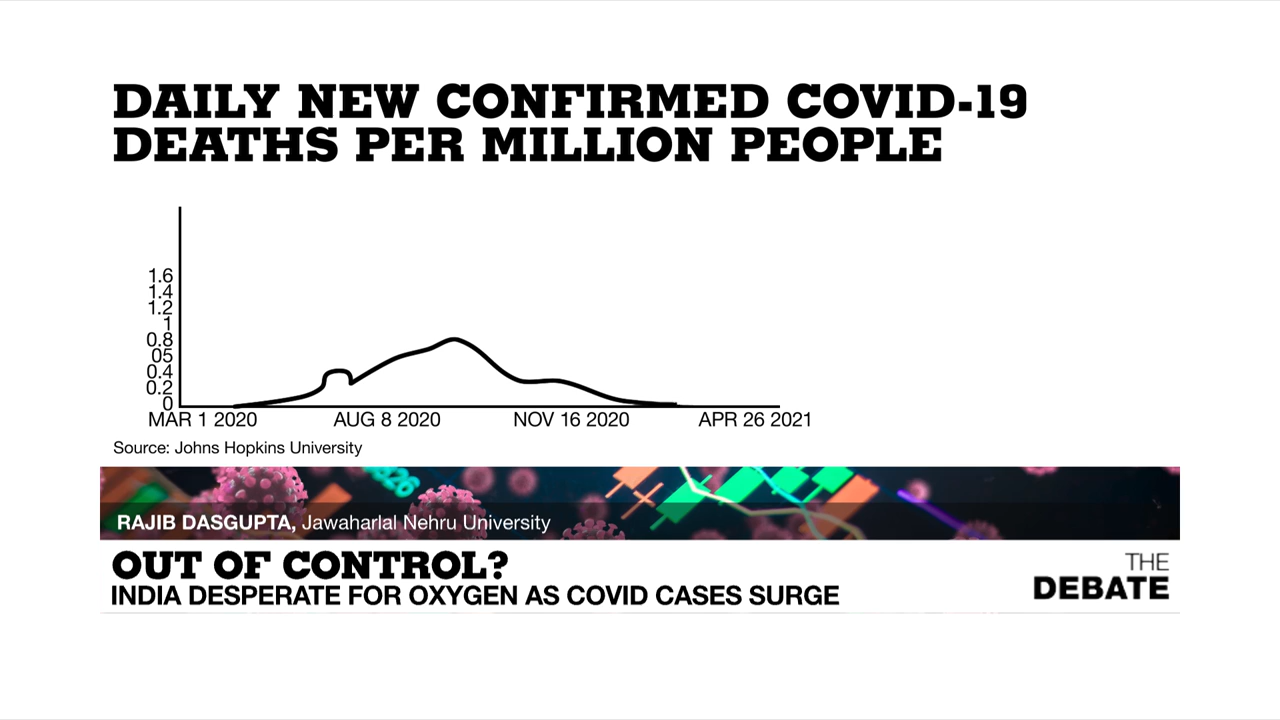 DAILY NEW CONFIRMED COVID-19
DEATHS PER MILLION PEOPLE
1.6
1.4
1.2
1
0.8
05
0.4
0.2
0
MAR 1 2020 AUG 8 2020 NOV 16 2020 APR 26 2021
Source: Johns Hopkins University
RAJIB DASGUPTA, Jawaharlal Nehru University
OUT OF CONTROL?
INDIA DESPERATE FOR OXYGEN AS COVID CASES SURGE
THE
DEBATE